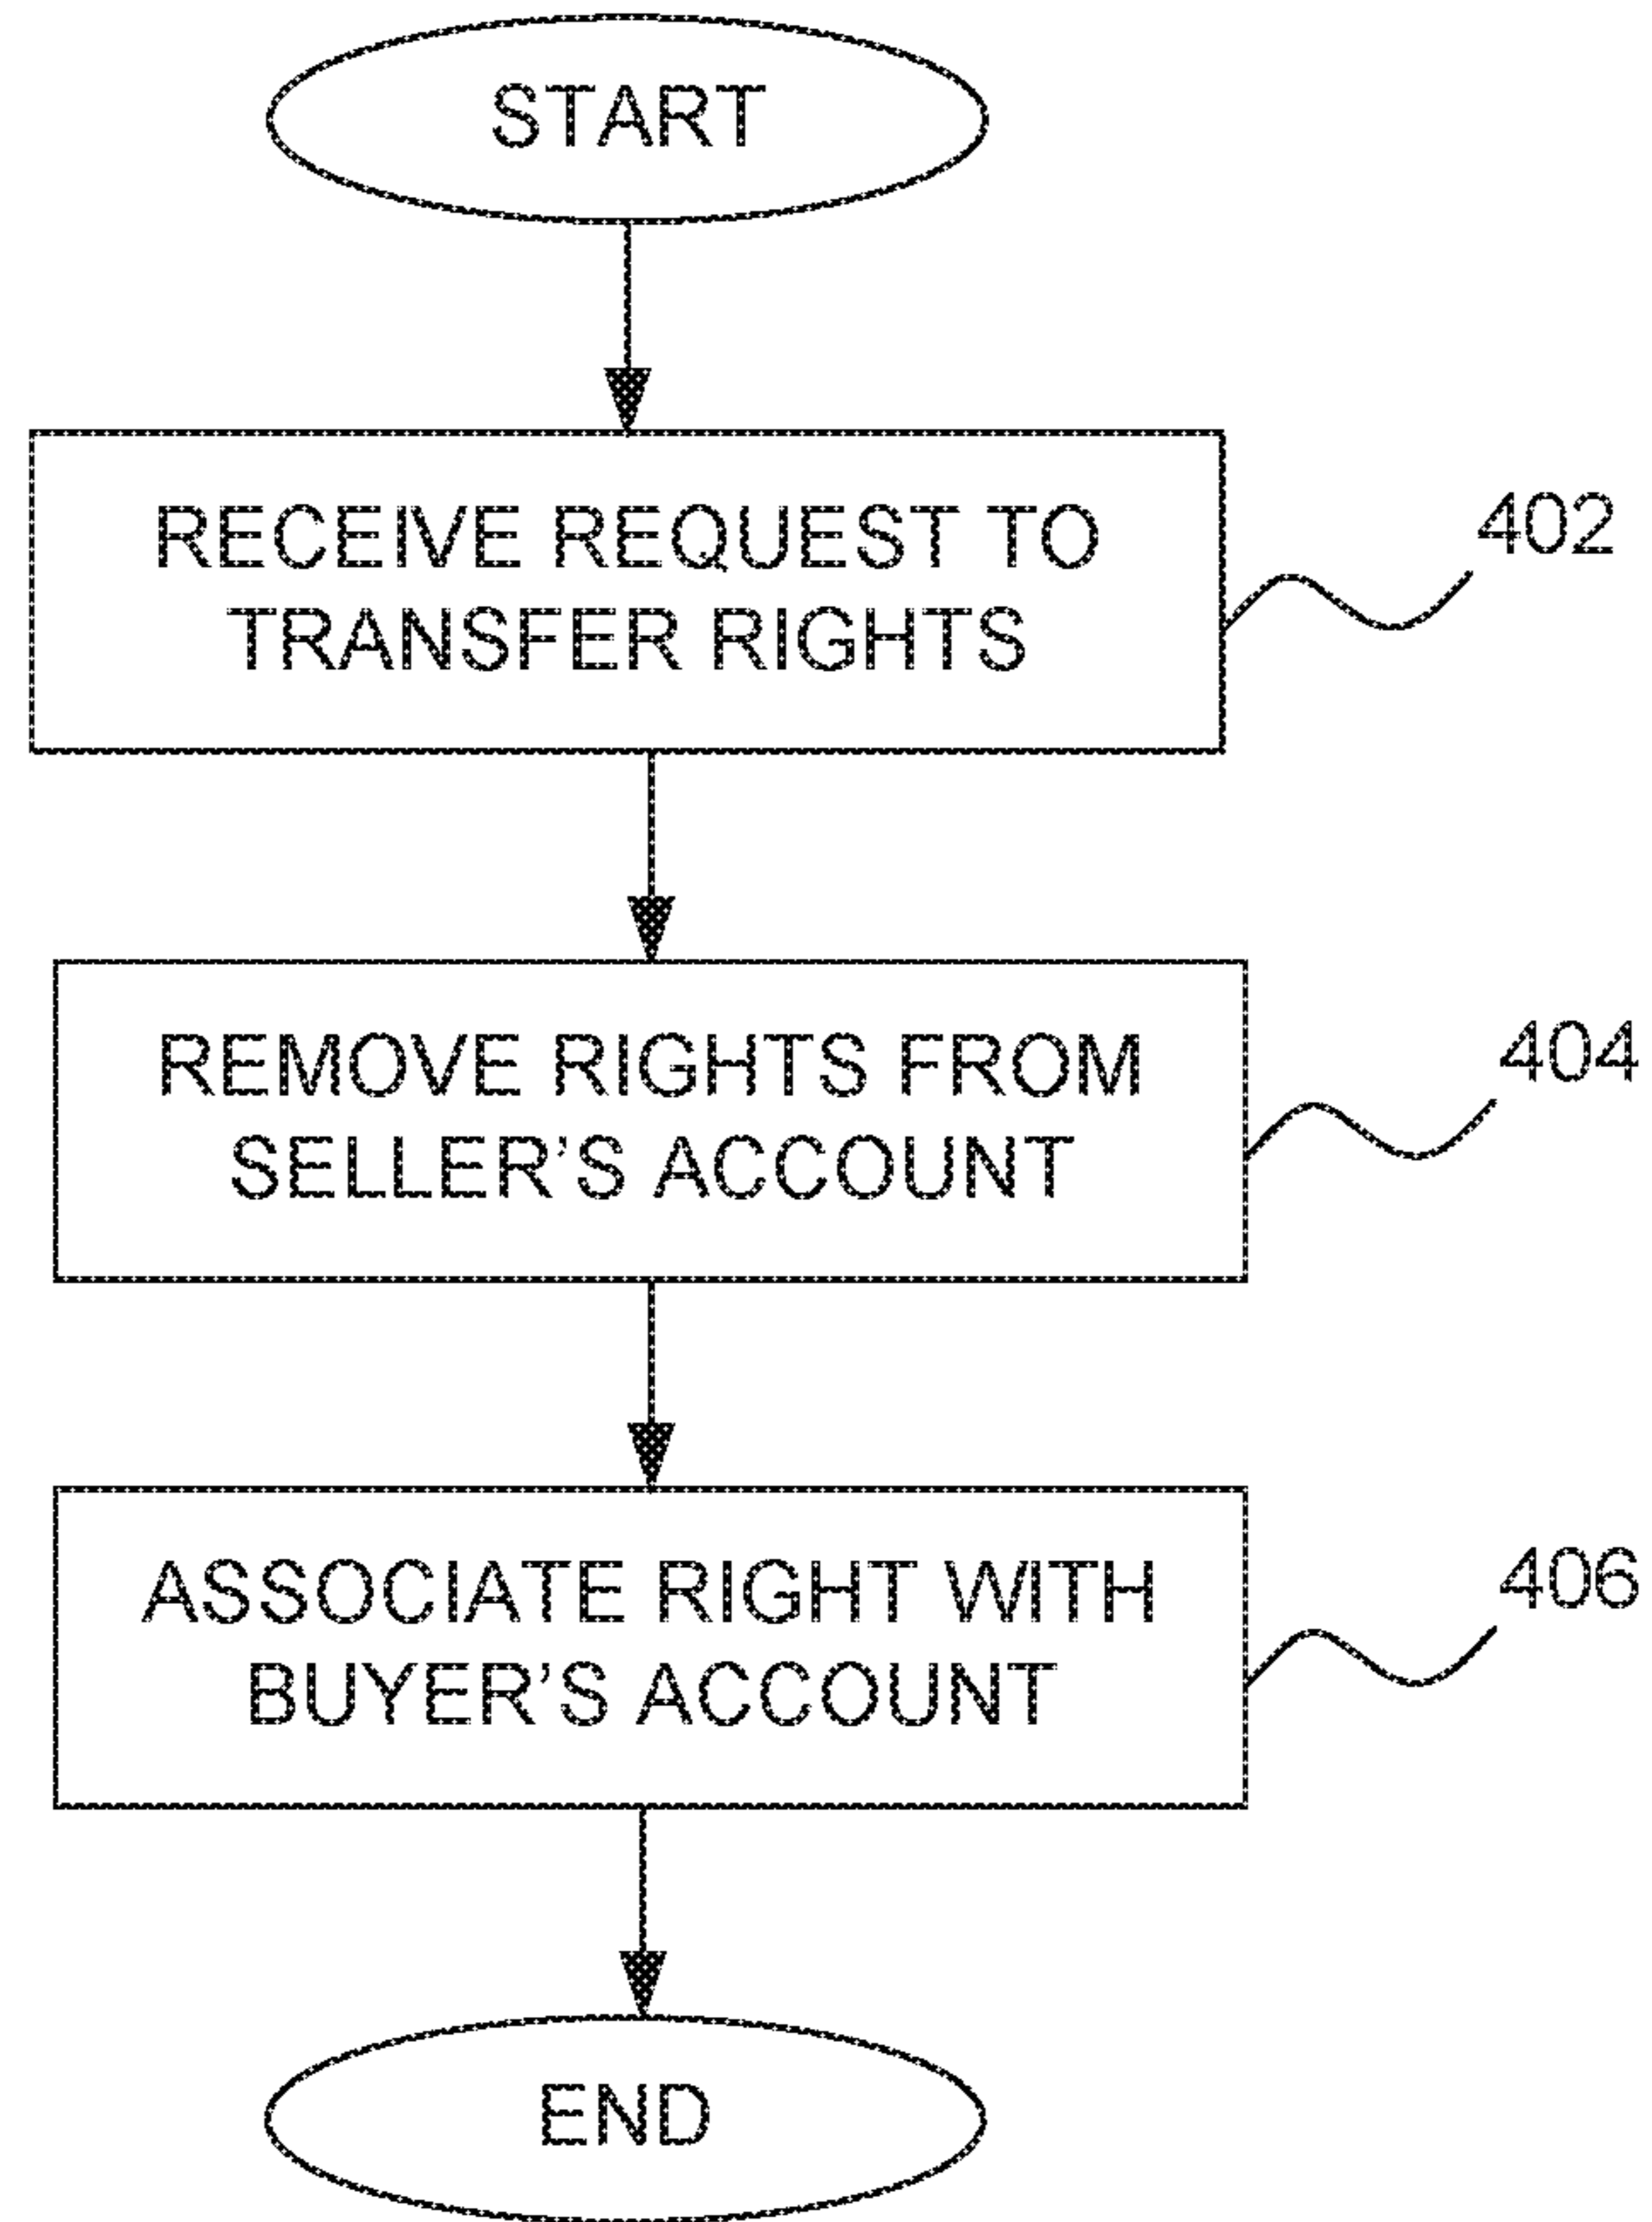 START
RECEIVE REQUEST TO
TRANSFER RIGHTS
402
REMOVE RIGHTS FROM
SELLER'S ACCOUNT
404
ASSOCIATE RIGHT WITH
BUYER'S ACCOUNT
406
END